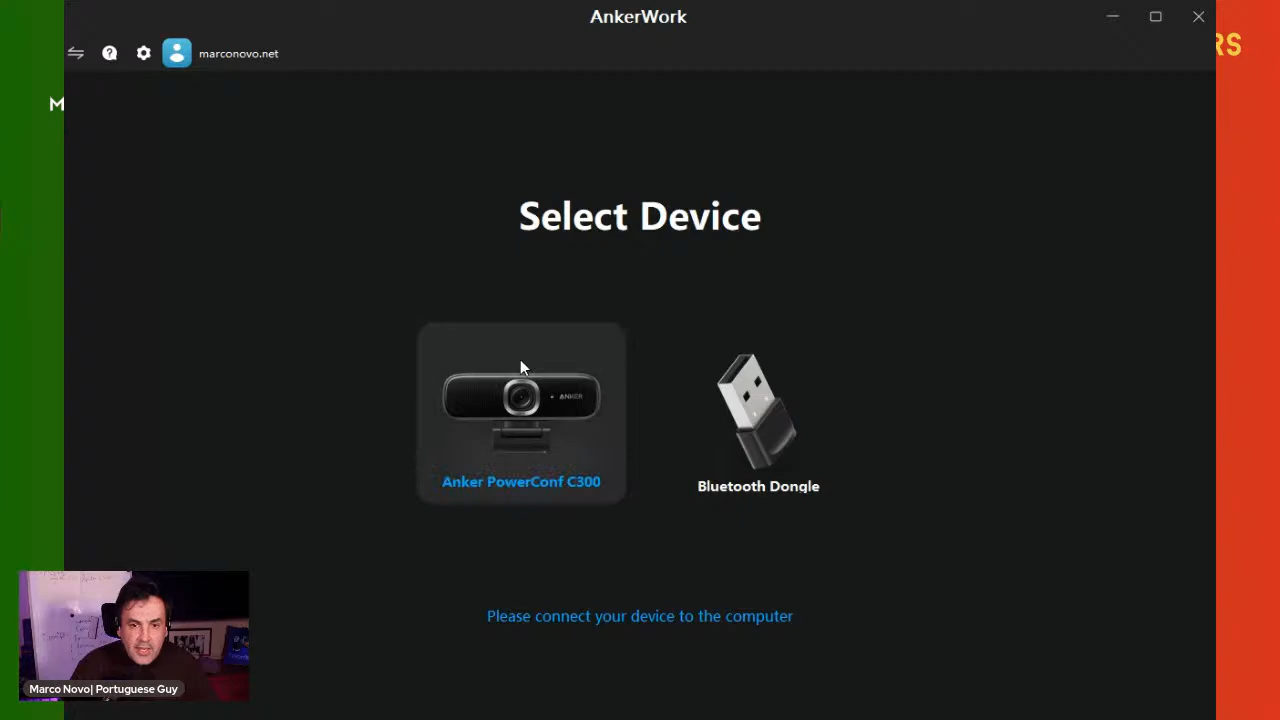 AnkerWork
RS
marconovo.net
M
Select Device
ANKER
Anker PowerConf C300
Bluetooth Dongle
Please connect your device to the computer
Marco Novo| Portuguese Guy